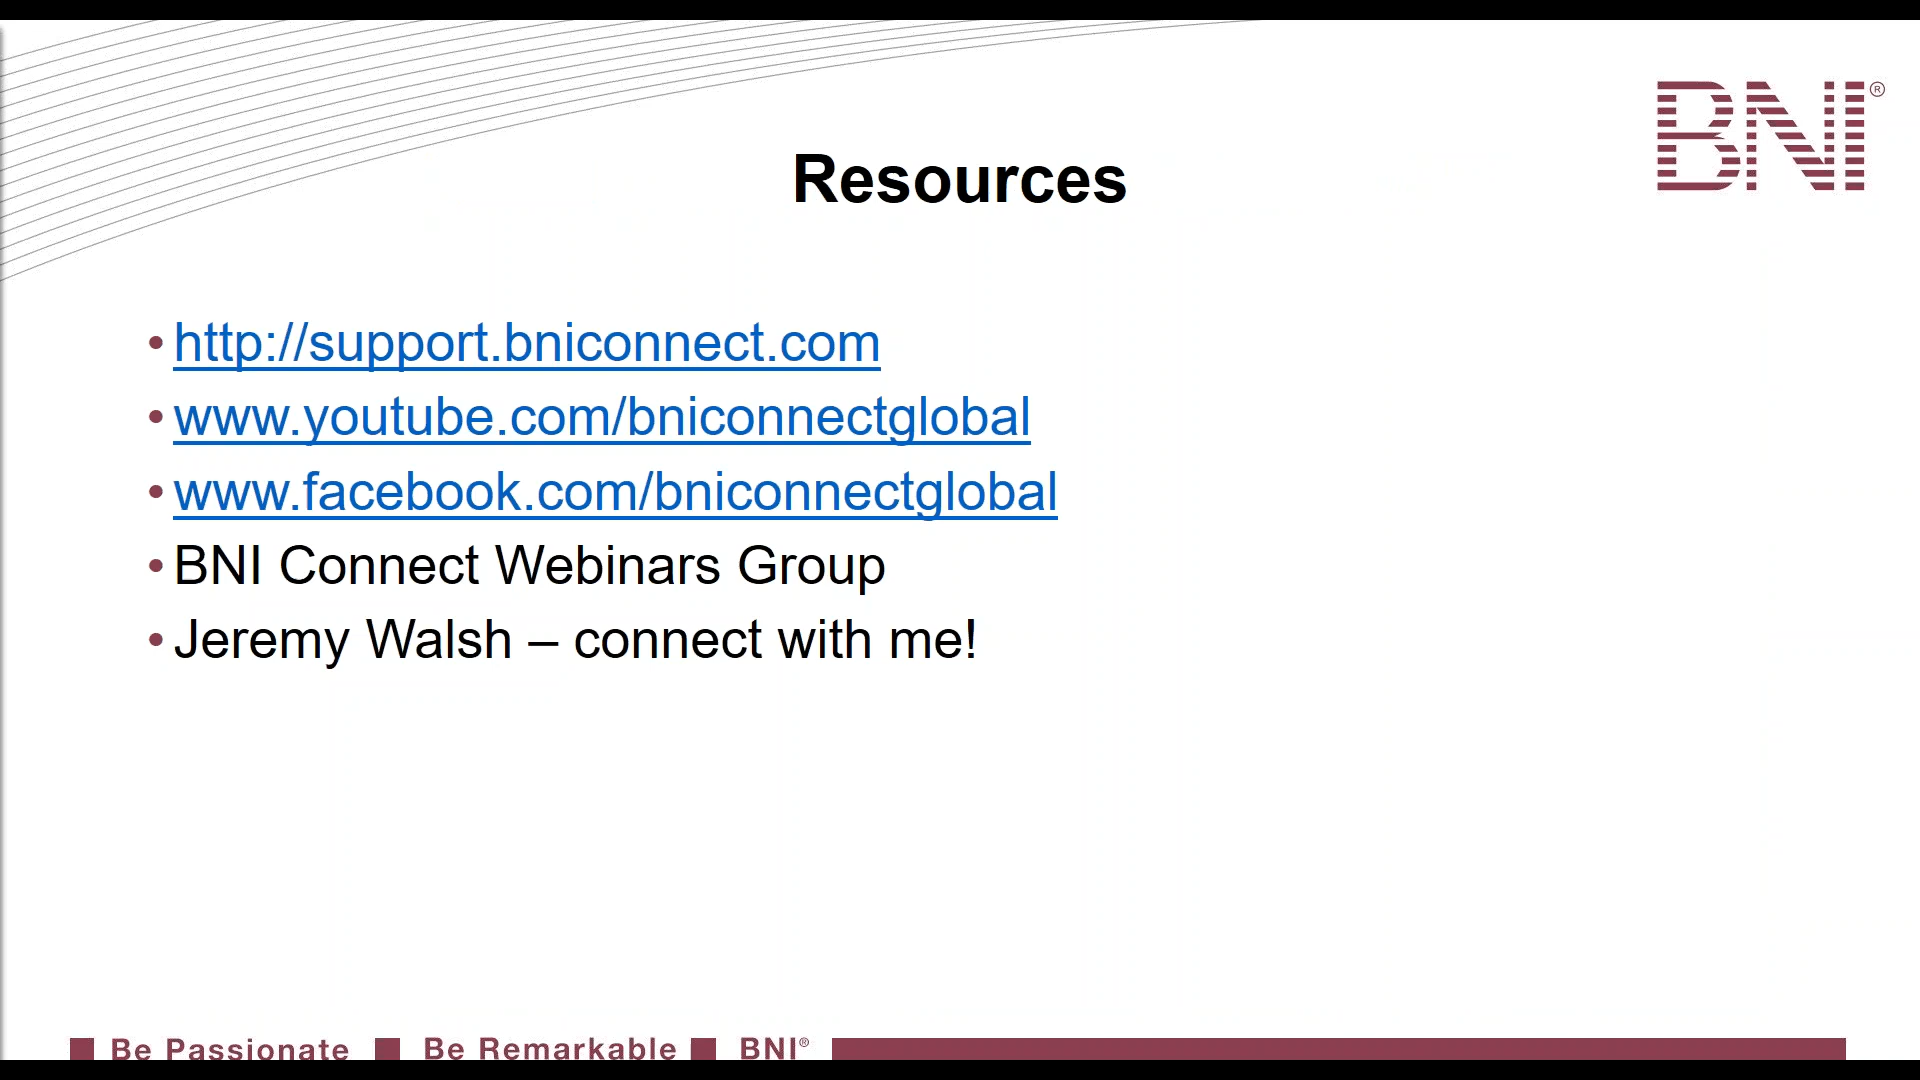 BNI®
Resources
• http://support.bniconnect.com
• www.youtube.com/bniconnectglobal
• www.facebook.com/bniconnectglobal
• BNI Connect Webinars Group
• Jeremy Walsh – connect with me!
Be Passionate Be Remarkable BNI®